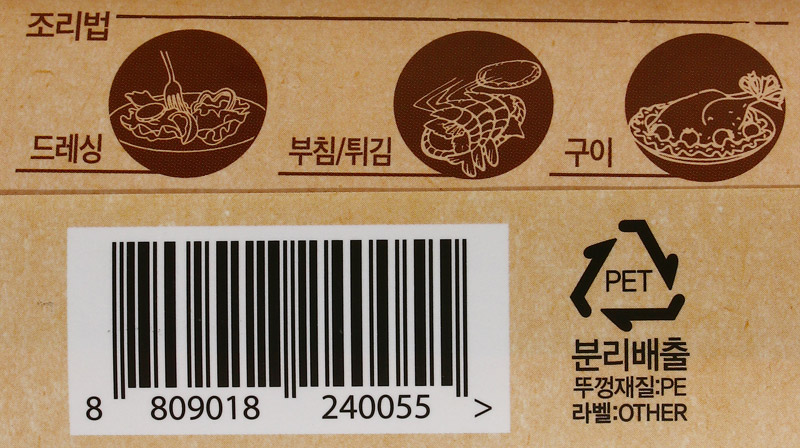 조리법
드레싱
부침/튀김
구이
8 809018 240055 >
PET
분리배출
뚜껑재질:PE
라벨:OTHER